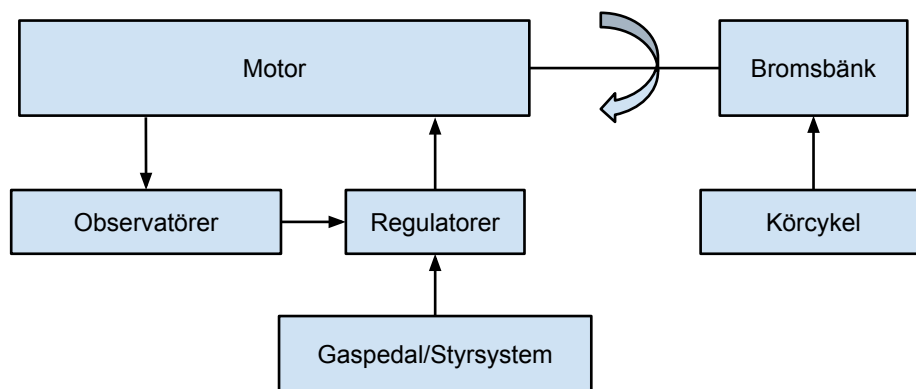 Motor
Bromsbänk
Observatörer
Regulatorer
Körcykel
Gaspedal/Styrsystem